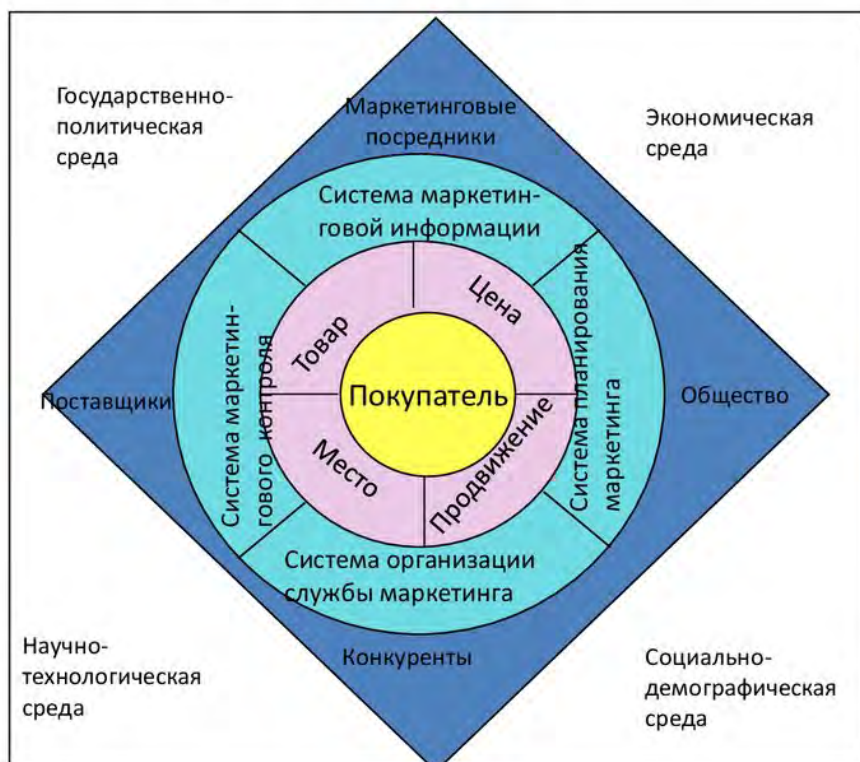 Государственно-
политическая
среда
Маркетинговые
посредники
Экономическая
среда
Система маркетин-
говой информации
Товар
Цена
Система маркетин-
гового контроля
Система планирования
маркетинга
Поставщики
Покупатель
Общество
Место
Продвижение
Система организации
службы маркетинга
Конкуренты
Научно-
технологическая
среда
Социально-
демографическая
среда